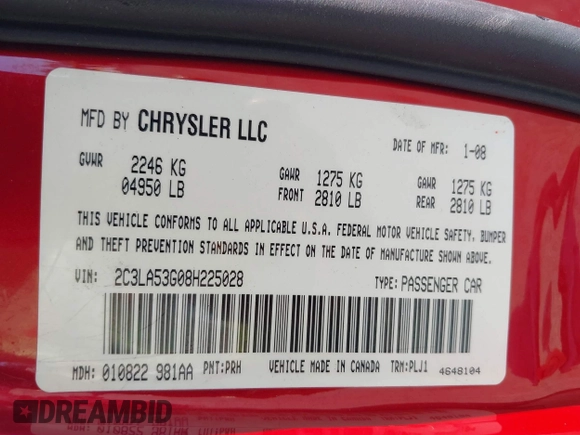 MFD BY CHRYSLER LLC
DATE OF MFR: 1-08
GVWR 2246 KG
04950 LB
GAWR 1275 KG
FRONT 2810 LB
GAWR 1275 KG
REAR 2810 LB
THIS VEHICLE CONFORMS TO ALL APPLICABLE U.S.A. FEDERAL MOTOR VEHICLE SAFETY, BUMPER
AND THEFT PREVENTION STANDARDS IN EFFECT ON THE DATE OF MANUFACTURE SHOWN ABOVE.
VIN: 2C3LA53G08H225028
TYPE: PASSENGER CAR
MDH: 010822 981AA PNT: PRH VEHICLE MADE IN CANADA TRM: PLJ1 4648104
DREAMBID